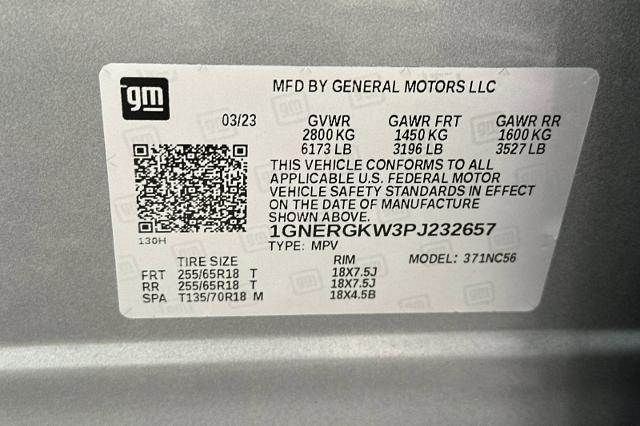 gm
MFD BY GENERAL MOTORS LLC
03/23 GVWR GAWR FRT GAWR RR
2800 KG 1450 KG 1600 KG
6173 LB 3196 LB 3527 LB
THIS VEHICLE CONFORMS TO ALL
APPLICABLE U.S. FEDERAL MOTOR
VEHICLE SAFETY STANDARDS IN EFFECT
ON THE DATE OF MANUFACTURE
SHOWN ABOVE.
1GNERGKW3PJ232657
130H
TYPE: MPV MODEL: 371NC56
TIRE SIZE RIM
FRT 255/65R18 T 18X7.5J
RR 255/65R18 T 18X7.5J
SPA T135/70R18 M 18X4.5B